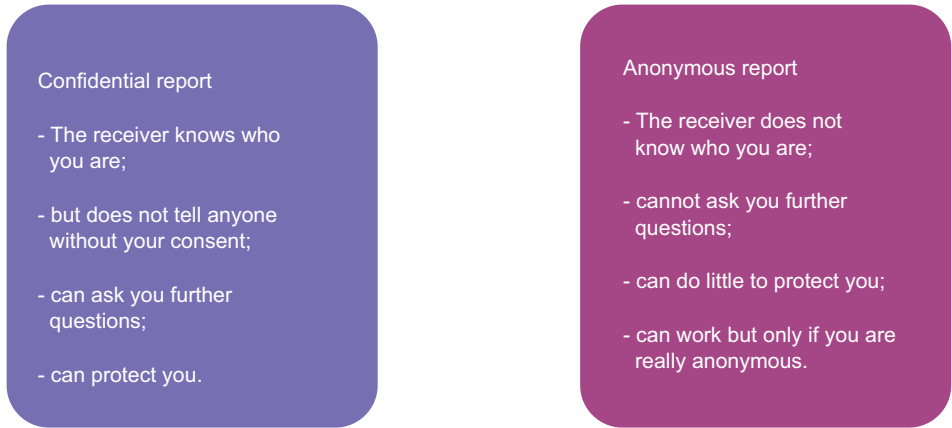 Confidential report
- The receiver knows who
you are;
- but does not tell anyone
without your consent;
- can ask you further
questions;
- can protect you.
Anonymous report
- The receiver does not
know who you are;
- cannot ask you further
questions;
- can do little to protect you;
- can work but only if you are
really anonymous.